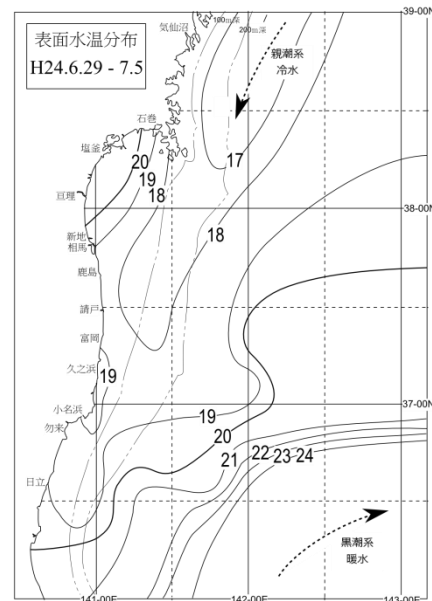 39-00N
気仙沼
100m深
200m深
表面水温分布
H24.6.29 - 7.5
親潮系
冷水
石巻
塩釜
17
20
19
18
亘理
38-00N
18
新地
相馬
鹿島
請戸
富岡
久之浜
19
小名浜
19
37-00N
勿来
20
21
22
23
24
日立
黒潮系
暖水
141-00E
142-00E
143-00E